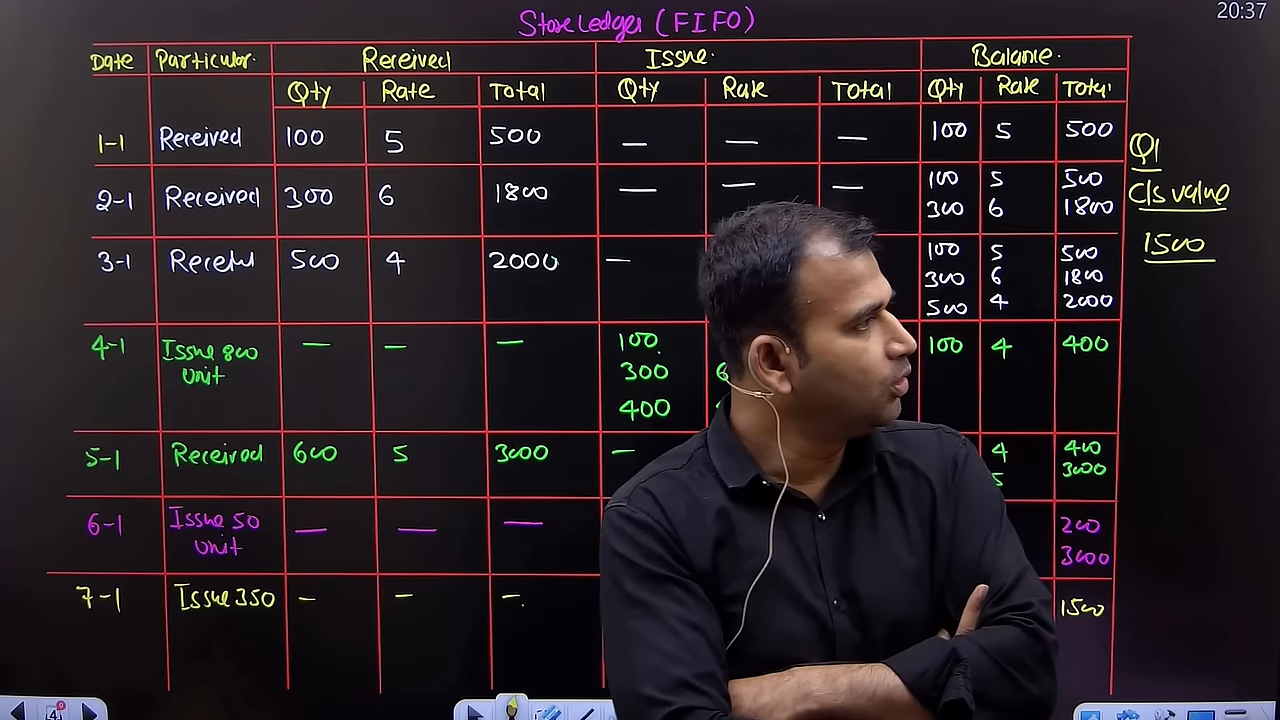 20:37
Store Ledger (FIFO)
Date Particular. Received Issue. Balance.
Qty Rate Total Qty Rate Total Qty Rate Total
1-1 Received 100 5 500 — — — 100 5 500
Q1
2-1 Received 300 6 1800 — — — 100 5 500
300 6 1800
C/s value
1500
3-1 Received 500 4 2000 — 100 5 500
300 6 1800
500 4 2000
4-1 Issue 800 — — — 100. 100 4 400
Unit 300 6
400
5-1 Received 600 5 3000 — 4 400
5 3000
6-1 Issue 50 — — — 200
Unit 3000
7-1 Issue 350 — — —. 1500
4